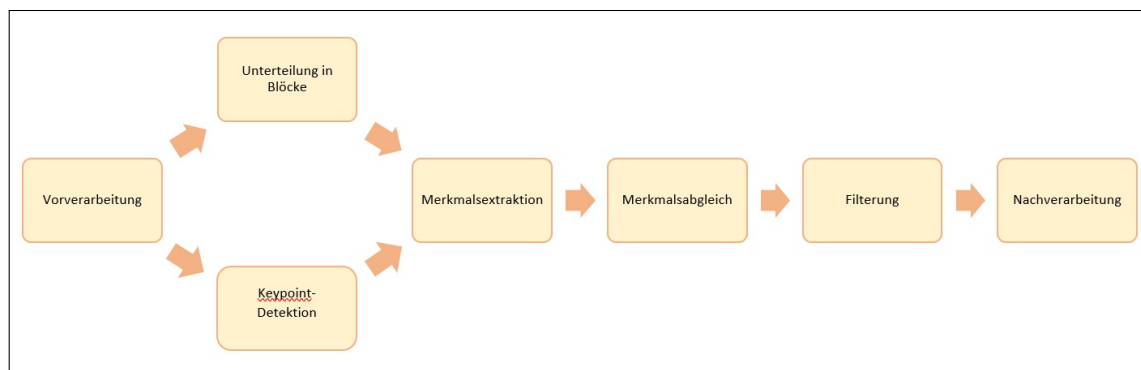 Unterteilung in
Blöcke
Vorverarbeitung
Merkmalsextraktion
Merkmalsabgleich
Filterung
Nachverarbeitung
Keypoint-
Detektion